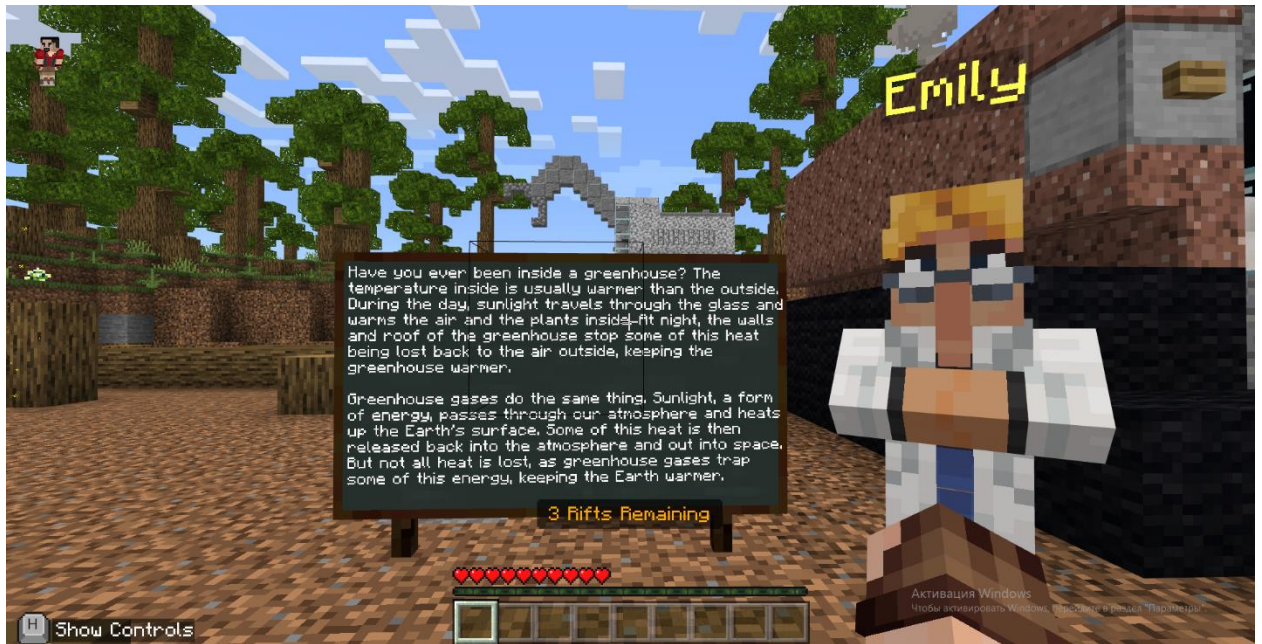 Emily
Have you ever been inside a greenhouse? The
temperature inside is usually warmer than the outside.
During the day, sunlight travels through the glass and
warms the air and the plants inside. At night, the walls
and roof of the greenhouse stop some of this heat
being lost back to the air outside, keeping the
greenhouse warmer.
Greenhouse gases do the same thing. Sunlight, a form
of energy, passes through our atmosphere and heats
up the Earth's surface. Some of this heat is then
released back into the atmosphere and out into space.
But not all heat is lost, as greenhouse gases trap
some of this energy, keeping the Earth warmer.
3 Rifts Remaining
Активация Windows
Чтобы активировать Windows, перейдите в раздел "Параметры".
H Show Controls